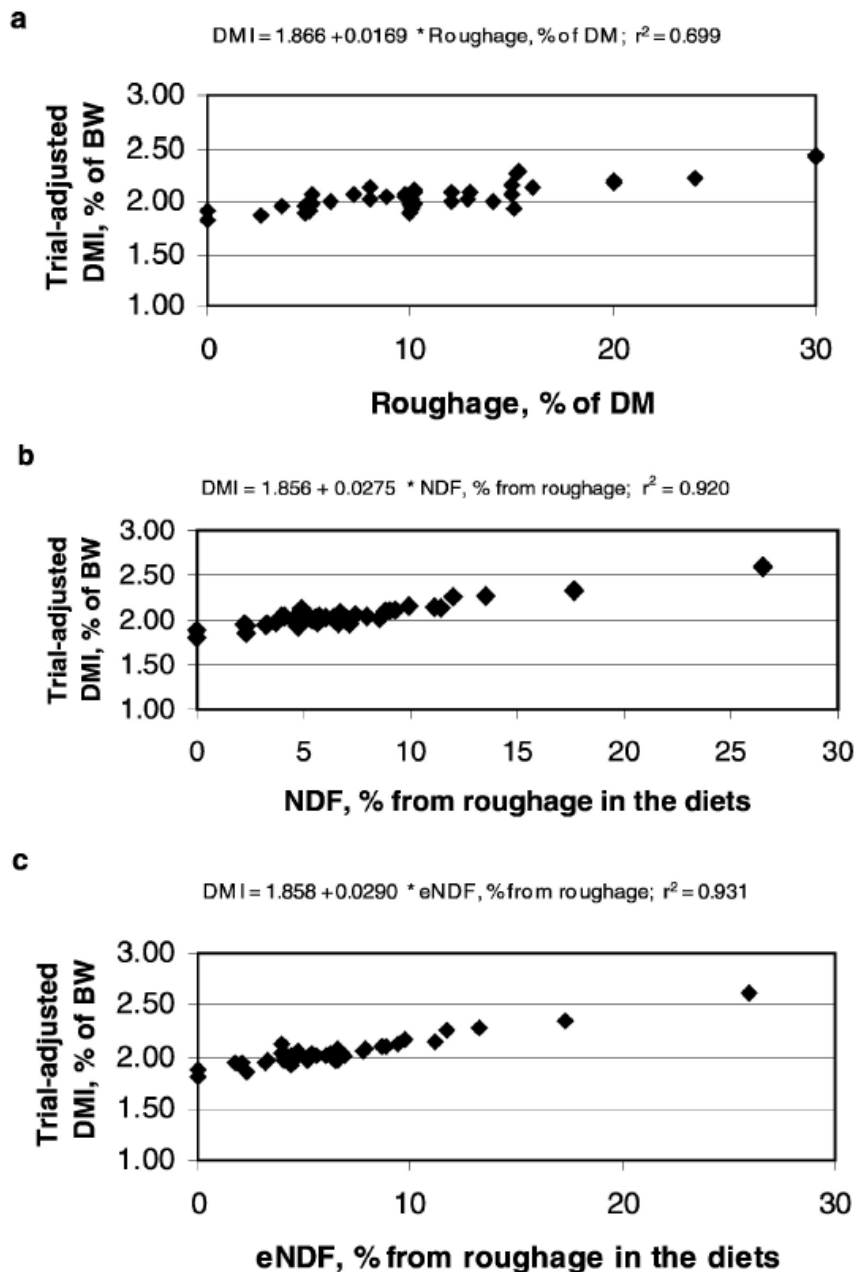 a
DMI = 1.866 + 0.0169 * Roughage, % of DM; r² = 0.699
Trial-adjusted
DMI, % of BW
3.00
2.50
2.00
1.50
1.00
0 10 20 30
Roughage, % of DM
b
DMI = 1.856 + 0.0275 * NDF, % from roughage; r² = 0.920
Trial-adjusted
DMI, % of BW
3.00
2.50
2.00
1.50
1.00
0 5 10 15 20 25 30
NDF, % from roughage in the diets
c
DMI = 1.858 + 0.0290 * eNDF, % from roughage; r² = 0.931
Trial-adjusted
DMI, % of BW
3.00
2.50
2.00
1.50
1.00
0 10 20 30
eNDF, % from roughage in the diets